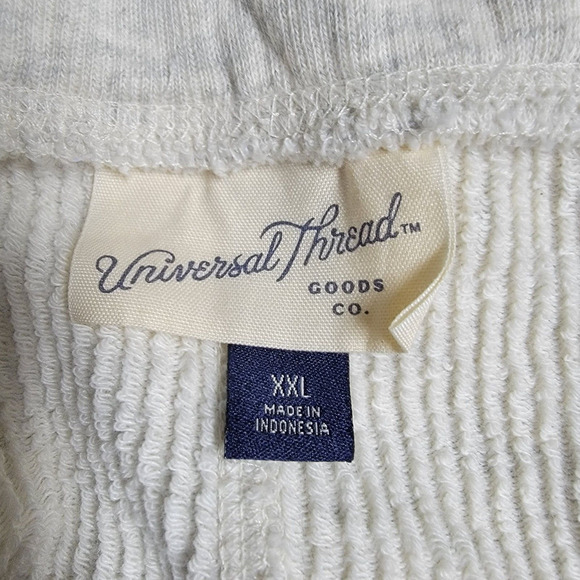 Universal Thread™
GOODS
CO.
XXL
MADE IN
INDONESIA